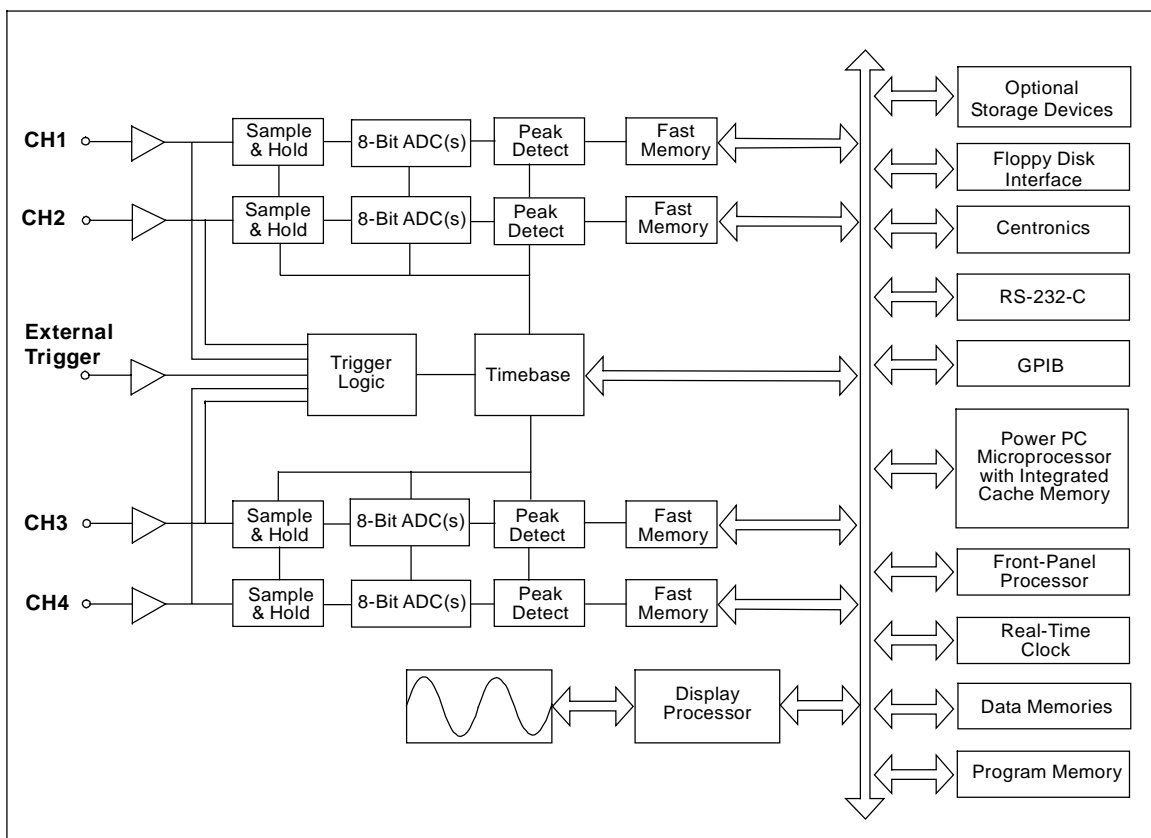 CH1
Sample
& Hold
8-Bit ADC(s)
Peak
Detect
Fast
Memory
CH2
Sample
& Hold
8-Bit ADC(s)
Peak
Detect
Fast
Memory
External
Trigger
Trigger
Logic
Timebase
CH3
Sample
& Hold
8-Bit ADC(s)
Peak
Detect
Fast
Memory
CH4
Sample
& Hold
8-Bit ADC(s)
Peak
Detect
Fast
Memory
Display
Processor
Optional
Storage Devices
Floppy Disk
Interface
Centronics
RS-232-C
GPIB
Power PC
Microprocessor
with Integrated
Cache Memory
Front-Panel
Processor
Real-Time
Clock
Data Memories
Program Memory